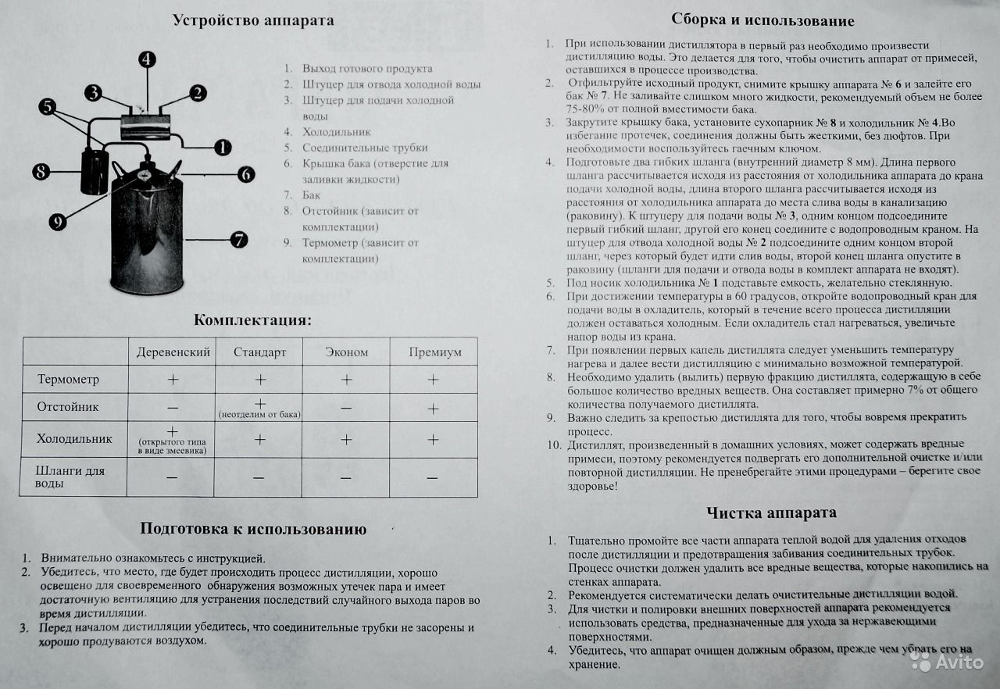 Устройство аппарата
4
3
2
5
1
8
6
9
7
1. Выход готового продукта
2. Штуцер для отвода холодной воды
3. Штуцер для подачи холодной
воды
4. Холодильник
5. Соединительные трубки
6. Крышка бака (отверстие для
заливки жидкости)
7. Бак
8. Отстойник (зависит от
комплектации)
9. Термометр (зависит от
комплектации)
Комплектация:
Деревенский Стандарт Эконом Премиум
Термометр + + + +
Отстойник – + – +
(неотделим от бака)
Холодильник + + + +
(открытого типа
в виде змеевика)
Шланги для
воды – – – –
Подготовка к использованию
1. Внимательно ознакомьтесь с инструкцией.
2. Убедитесь, что место, где будет происходить процесс дистилляции, хорошо
освещено для своевременного обнаружения возможных утечек пара и имеет
достаточную вентиляцию для устранения последствий случайного выхода паров во
время дистилляции.
3. Перед началом дистилляции убедитесь, что соединительные трубки не засорены и
хорошо продуваются воздухом.
Сборка и использование
1. При использовании дистиллятора в первый раз необходимо произвести
дистилляцию воды. Это делается для того, чтобы очистить аппарат от примесей,
оставшихся в процессе производства.
2. Отфильтруйте исходный продукт, снимите крышку аппарата № 6 и залейте его
бак № 7. Не заливайте слишком много жидкости, рекомендуемый объем не более
75-80% от полной вместимости бака.
3. Закрутите крышку бака, установите сухопарник № 8 и холодильник № 4.Во
избегание протечек, соединения должны быть жесткими, без люфтов. При
необходимости воспользуйтесь гаечным ключом.
4. Подготовьте два гибких шланга (внутренний диаметр 8 мм). Длина первого
шланга рассчитывается исходя из расстояния от холодильника аппарата до крана
подачи холодной воды, длина второго шланга рассчитывается исходя из
расстояния от холодильника аппарата до места слива воды в канализацию
(раковину). К штуцеру для подачи воды № 3, одним концом подсоедините
первый гибкий шланг, другой его конец соедините с водопроводным краном. На
штуцер для отвода холодной воды № 2 подсоедините одним концом второй
шланг, через который будет идти слив воды, второй конец шланга опустите в
раковину (шланги для подачи и отвода воды в комплект аппарата не входят).
5. Под носик холодильника № 1 подставьте емкость, желательно стеклянную.
6. При достижении температуры в 60 градусов, откройте водопроводный кран для
подачи воды в охладитель, который в течение всего процесса дистилляции
должен оставаться холодным. Если охладитель стал нагреваться, увеличьте
напор воды из крана.
7. При появлении первых капель дистиллята следует уменьшить температуру
нагрева и далее вести дистилляцию с минимально возможной температурой.
8. Необходимо удалить (вылить) первую фракцию дистиллята, содержащую в себе
большое количество вредных веществ. Она составляет примерно 7% от общего
количества получаемого дистиллята.
9. Важно следить за крепостью дистиллята для того, чтобы вовремя прекратить
процесс.
10. Дистиллят, произведенный в домашних условиях, может содержать вредные
примеси, поэтому рекомендуется подвергать его дополнительной очистке и/или
повторной дистилляции. Не пренебрегайте этими процедурами – берегите свое
здоровье!
Чистка аппарата
1. Тщательно промойте все части аппарата теплой водой для удаления отходов
после дистилляции и предотвращения забивания соединительных трубок.
Процесс очистки должен удалить все вредные вещества, которые накопились на
стенках аппарата.
2. Рекомендуется систематически делать очистительные дистилляции водой.
3. Для чистки и полировки внешних поверхностей аппарата рекомендуется
использовать средства, предназначенные для ухода за нержавеющими
поверхностями.
4. Убедитесь, что аппарат очищен должным образом, прежде чем убрать его на
хранение.
Avito